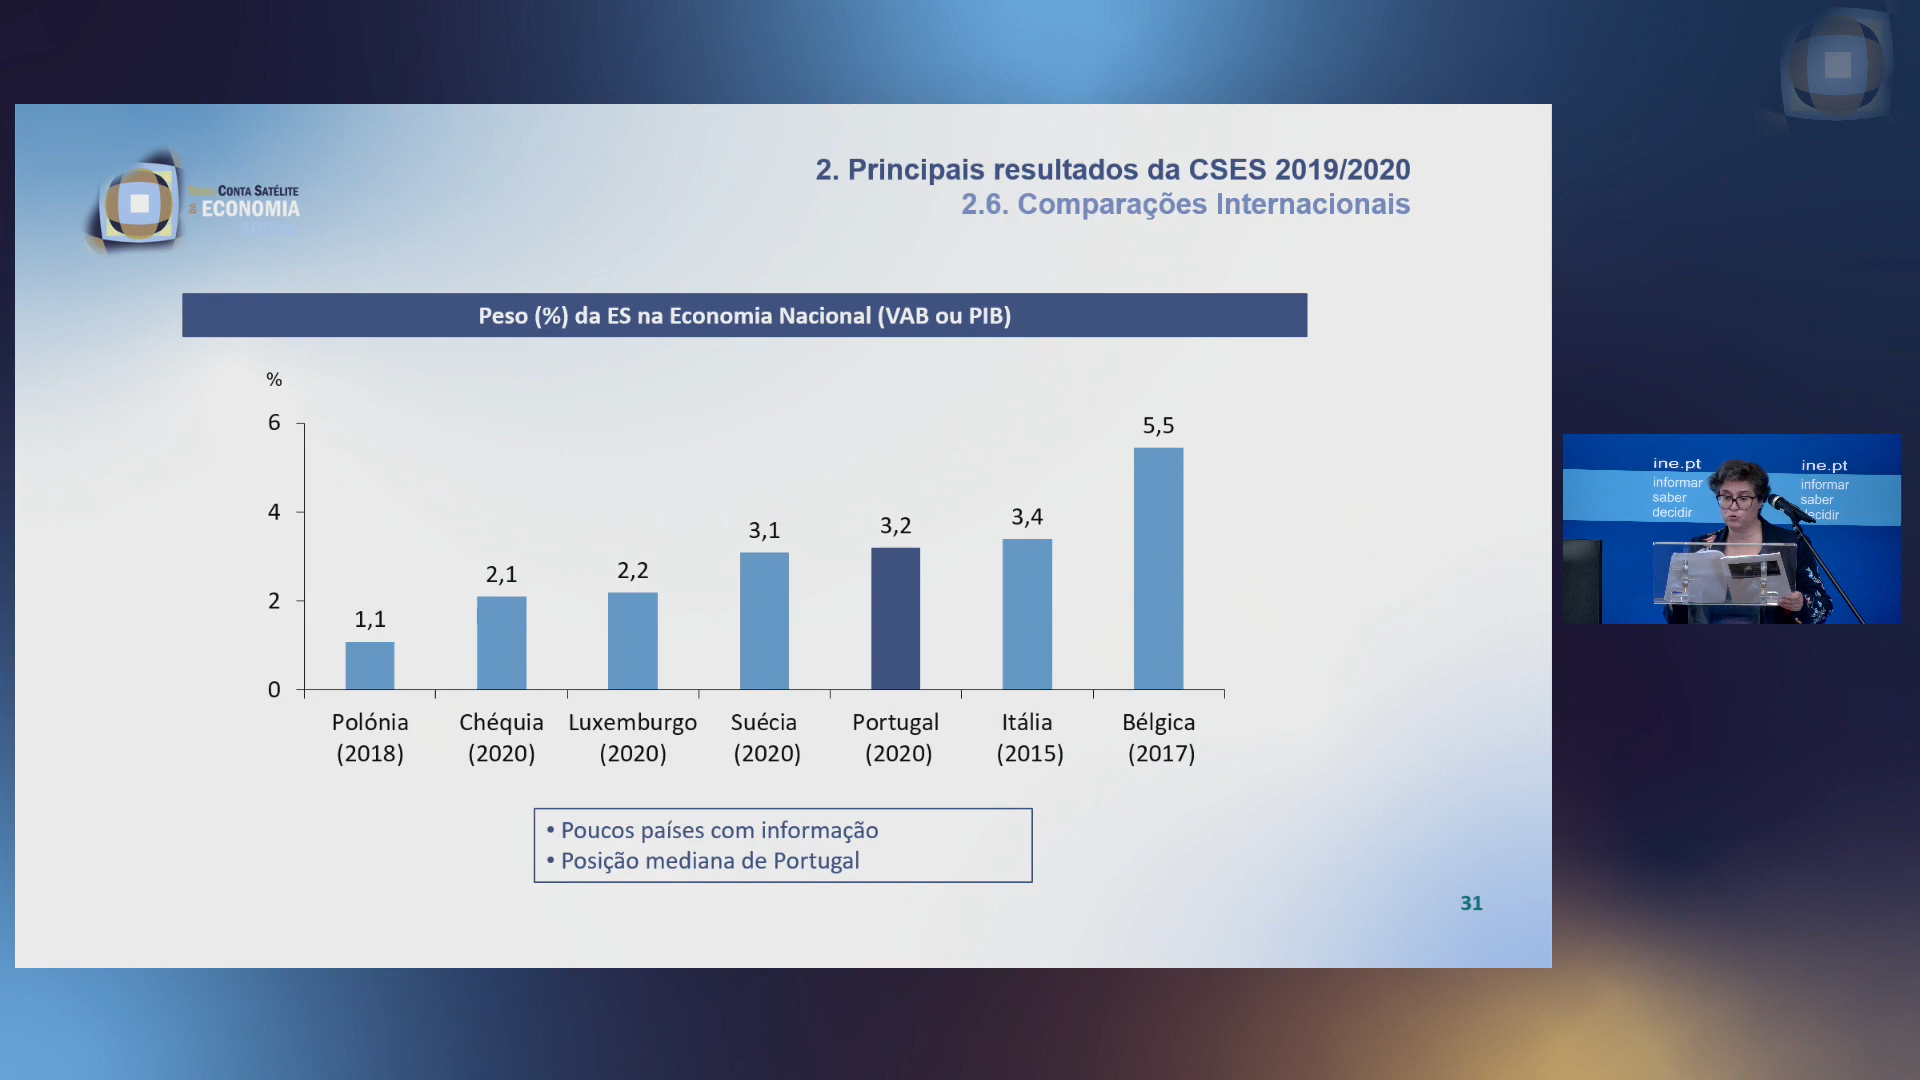 CONTA SATÉLITE
DA ECONOMIA
2. Principais resultados da CSES 2019/2020
2.6. Comparações Internacionais
Peso (%) da ES na Economia Nacional (VAB ou PIB)
%
6
4
2
0
1,1
2,1
2,2
3,1
3,2
3,4
5,5
Polónia Chéquia Luxemburgo Suécia Portugal Itália Bélgica
(2018) (2020) (2020) (2020) (2020) (2015) (2017)
• Poucos países com informação
• Posição mediana de Portugal
31
ine.pt
informar
saber
decidir
ine.pt
informar
saber
decidir